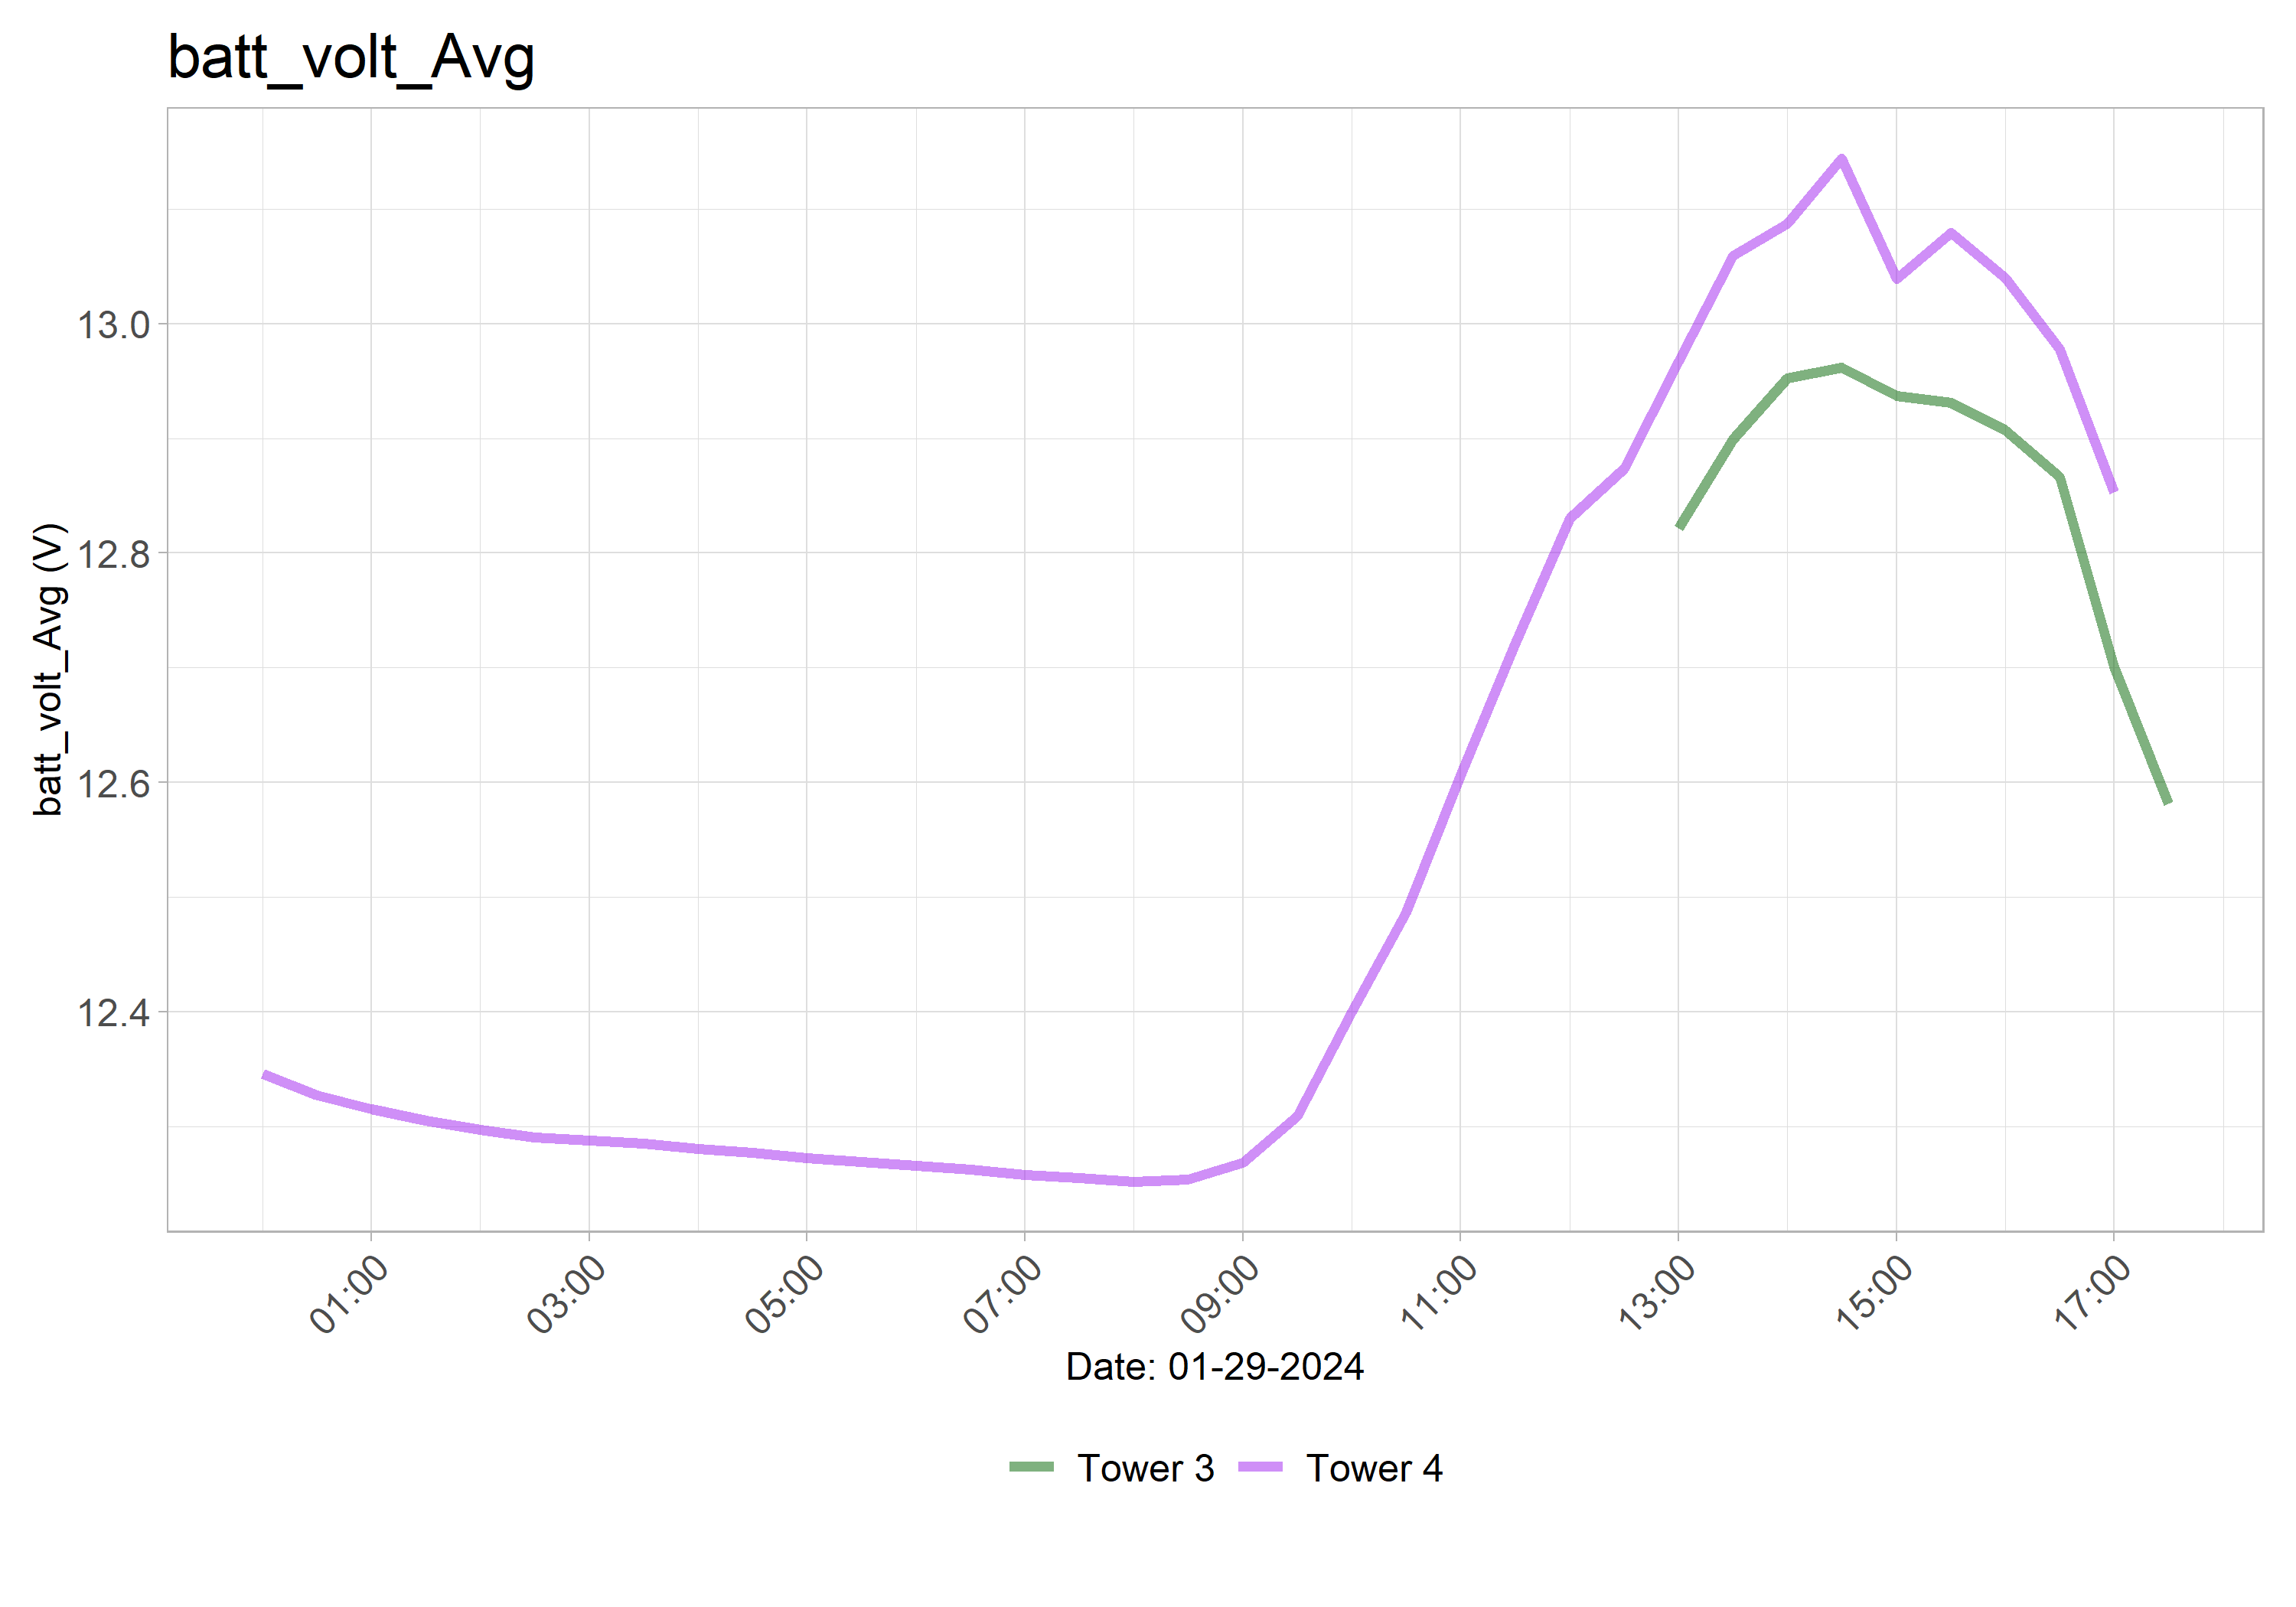 batt_volt_Avg
batt_volt_Avg (V)
13.0
12.8
12.6
12.4
01:00 03:00 05:00 07:00 09:00 11:00 13:00 15:00 17:00
Date: 01-29-2024
Tower 3 Tower 4